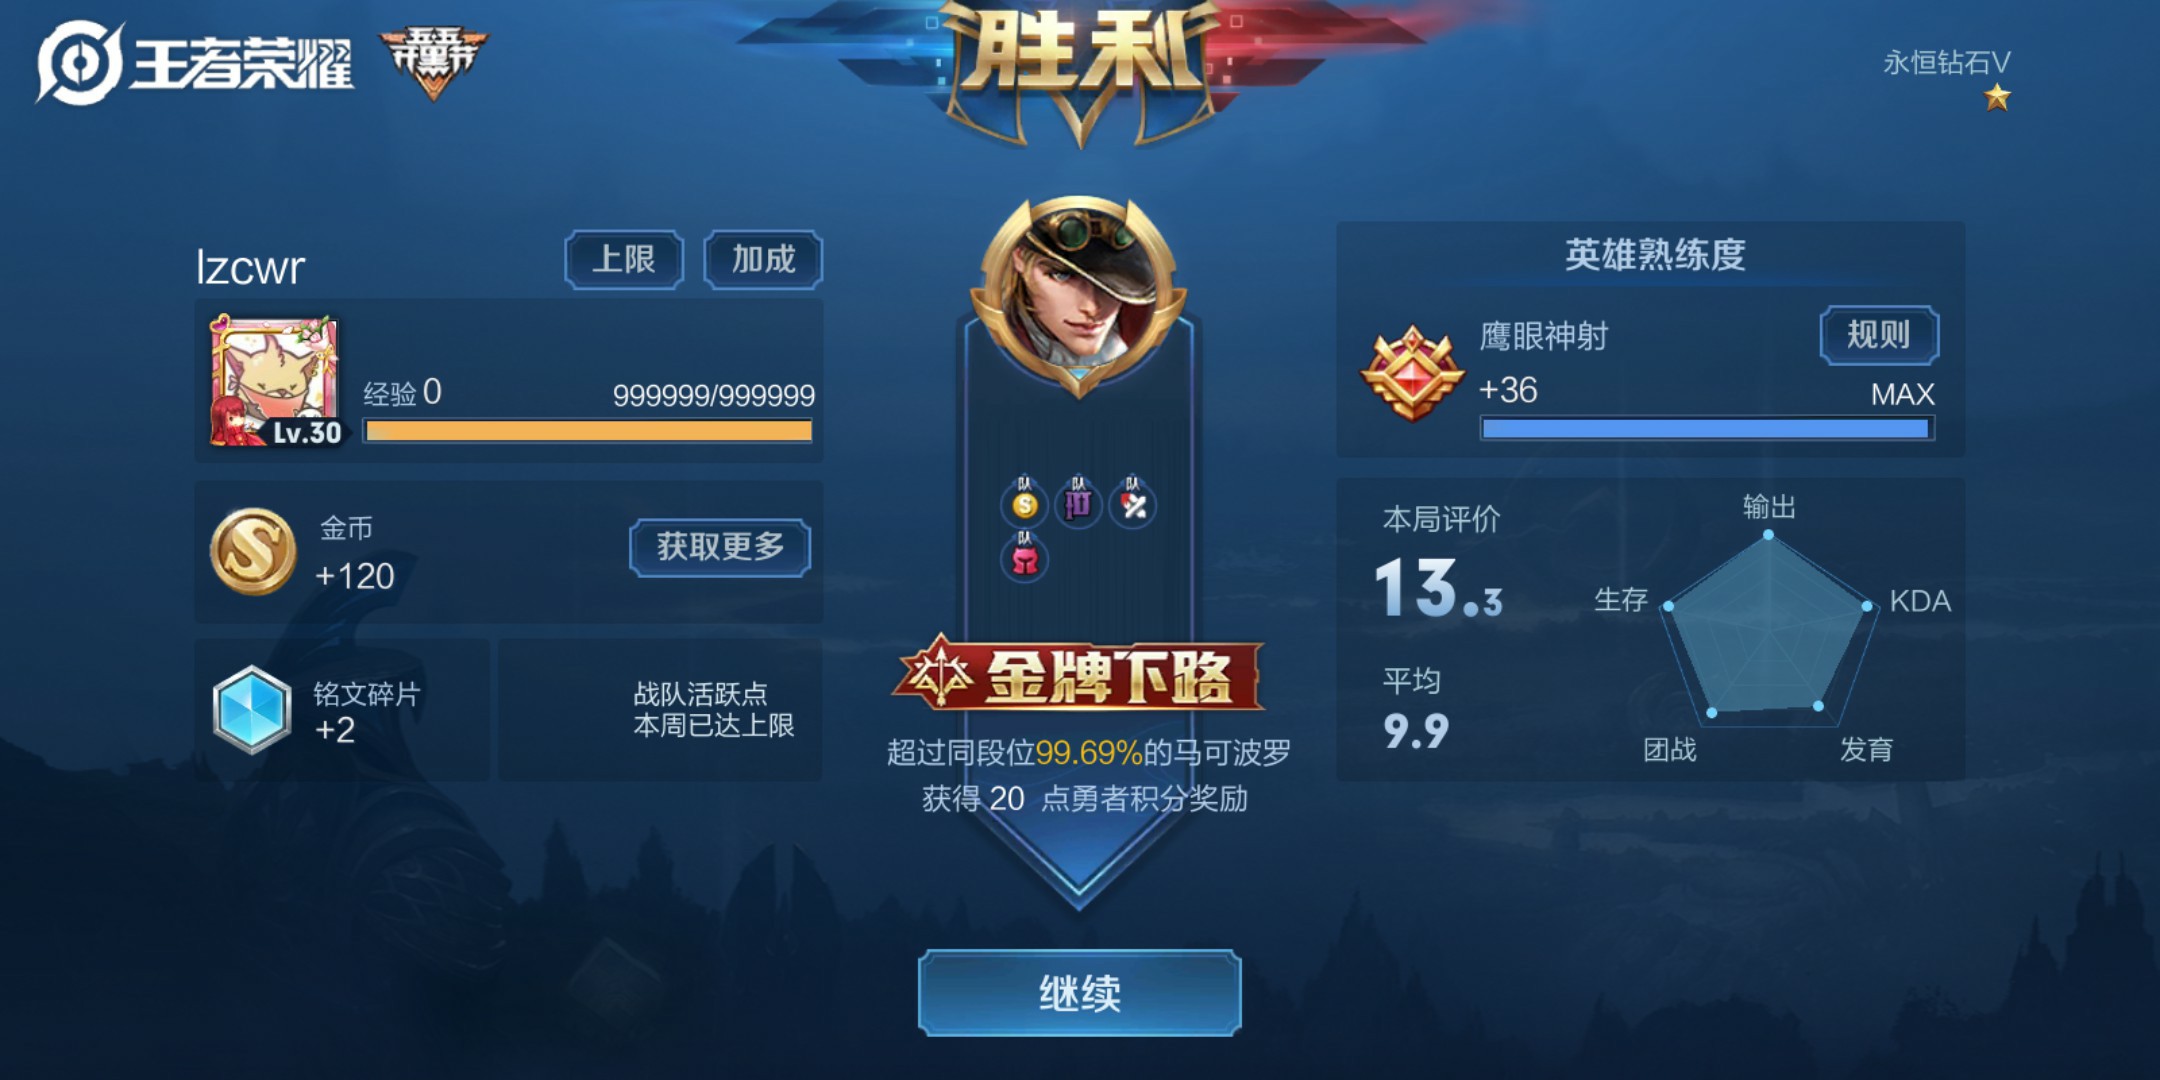 王者荣耀
五五
开黑节
胜利
永恒钻石V
lzcwr
上限
加成
Lv.30
经验 0
999999/999999
金币
+120
获取更多
铭文碎片
+2
战队活跃点
本周已达上限
队
队
队
队
金牌下路
超过同段位99.69%的马可波罗
获得 20 点勇者积分奖励
继续
英雄熟练度
鹰眼神射
规则
+36
MAX
本局评价
13.3
平均
9.9
输出
生存
KDA
团战
发育